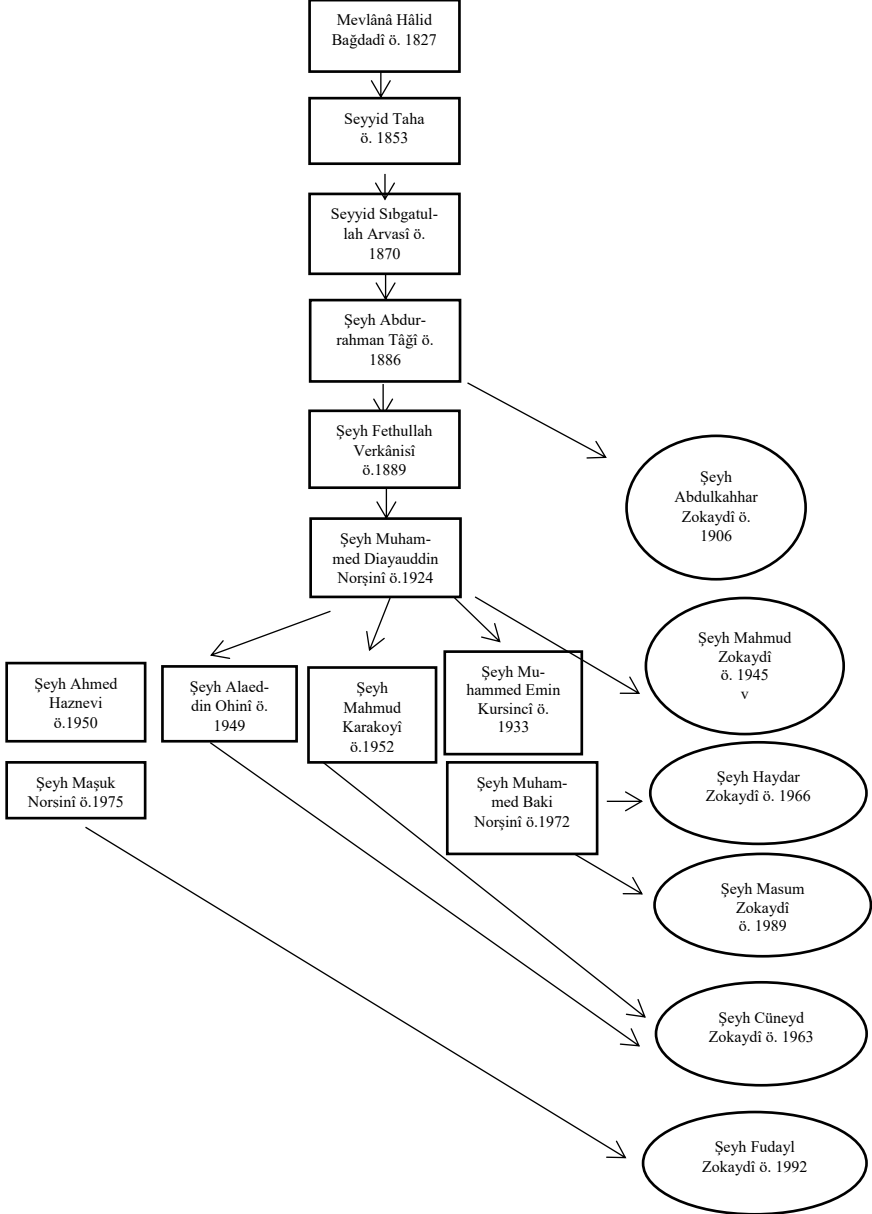 Mevlânâ Hâlid
Bağdadî ö. 1827
Seyyid Taha
ö. 1853
Seyyid Sıbgatul-
lah Arvasî ö.
1870
Şeyh Abdur-
rahman Tâğî ö.
1886
Şeyh Fethullah
Verkânisî
ö.1889
Şeyh
Abdulkahhar
Zokaydî ö.
1906
Şeyh Muham-
med Diayauddin
Norşinî ö.1924
Şeyh Mahmud
Zokaydî
ö. 1945
v
Şeyh Ahmed
Haznevi
ö.1950
Şeyh Alaed-
din Ohinî ö.
1949
Şeyh
Mahmud
Karakoyî
ö.1952
Şeyh Mu-
hammed Emin
Kursincî ö.
1933
Şeyh Maşuk
Norsinî ö.1975
Şeyh Muham-
med Baki
Norşinî ö.1972
Şeyh Haydar
Zokaydî ö. 1966
Şeyh Masum
Zokaydî
ö. 1989
Şeyh Cüneyd
Zokaydî ö. 1963
Şeyh Fudayl
Zokaydî ö. 1992